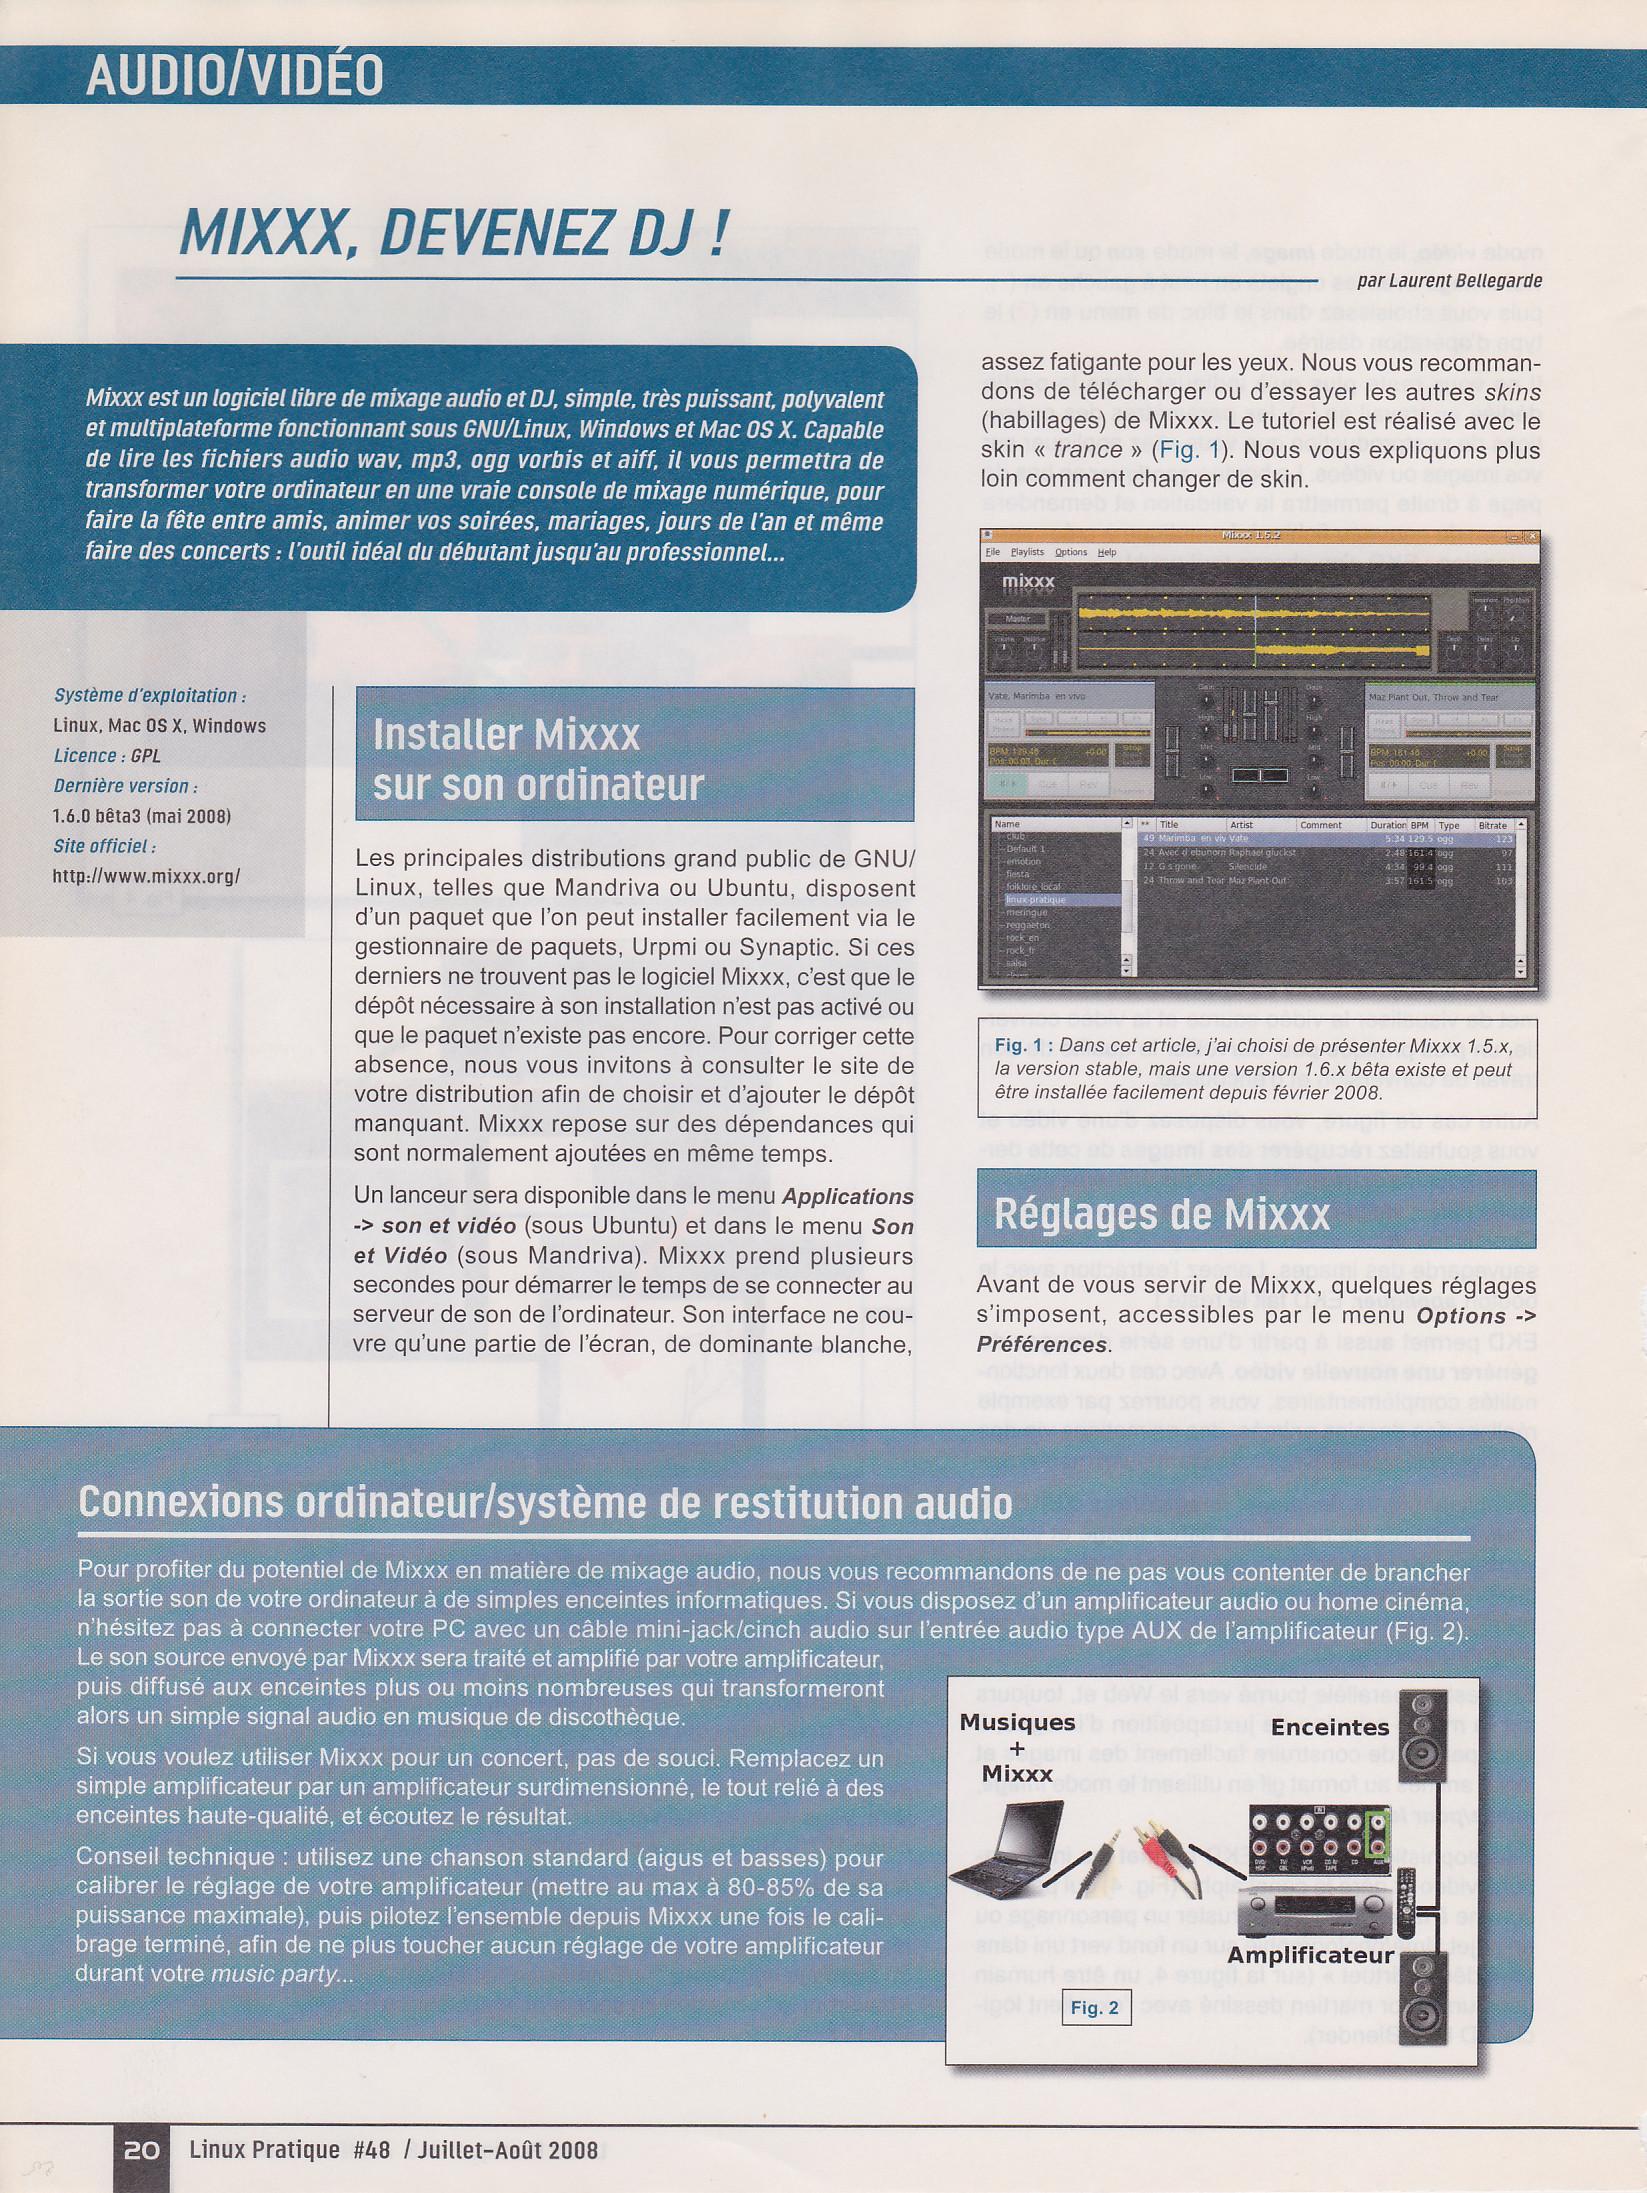 AUDIO/VIDÉO
MIXXX, DEVENEZ DJ !
par Laurent Bellegarde
Mixxx est un logiciel libre de mixage audio et DJ, simple, très puissant, polyvalent
et multiplateforme fonctionnant sous GNU/Linux, Windows et Mac OS X. Capable
de lire les fichiers audio wav, mp3, ogg vorbis et aiff, il vous permettra de
transformer votre ordinateur en une vraie console de mixage numérique, pour
faire la fête entre amis, animer vos soirées, mariages, jours de l'an et même
faire des concerts : l'outil idéal du débutant jusqu'au professionnel...
Système d'exploitation :
Linux, Mac OS X, Windows
Licence : GPL
Dernière version :
1.6.0 bêta3 (mai 2008)
Site officiel :
http://www.mixxx.org/
Installer Mixxx
sur son ordinateur
Les principales distributions grand public de GNU/
Linux, telles que Mandriva ou Ubuntu, disposent
d'un paquet que l'on peut installer facilement via le
gestionnaire de paquets, Urpmi ou Synaptic. Si ces
derniers ne trouvent pas le logiciel Mixxx, c'est que le
dépôt nécessaire à son installation n'est pas activé ou
que le paquet n'existe pas encore. Pour corriger cette
absence, nous vous invitons à consulter le site de
votre distribution afin de choisir et d'ajouter le dépôt
manquant. Mixxx repose sur des dépendances qui
sont normalement ajoutées en même temps.
Un lanceur sera disponible dans le menu Applications
-> son et vidéo (sous Ubuntu) et dans le menu Son
et Vidéo (sous Mandriva). Mixxx prend plusieurs
secondes pour démarrer le temps de se connecter au
serveur de son de l'ordinateur. Son interface ne cou-
vre qu'une partie de l'écran, de dominante blanche,
assez fatigante pour les yeux. Nous vous recomman-
dons de télécharger ou d'essayer les autres skins
(habillages) de Mixxx. Le tutoriel est réalisé avec le
skin « trance » (Fig. 1). Nous vous expliquons plus
loin comment changer de skin.
Mixxx 1.5.2
File Playlists Options Help
mixxx
Master
Vate, Marimba en vivo
Maz Plant Out, Throw and Tear
Gain Gain
High High
Mid Mid
Low Low
BPM: 129.46 +0.00
BPM: 161.46 +0.00
Cue Rev
Cue Rev
Name
club
Default 1
emotion
fiesta
folklore_local
linux-pratique
meringue
reggaeton
rock_en
rock_fr
salsa
** Title Artist Comment Duration BPM Type Bitrate
49 Marimba en viv Vate 5:34 129.5 ogg 123
24 Avec d ebunorn Raphael gluckst 2:48 161.4 ogg 97
12 G s gone Silencide 4:34 99.4 ogg 111
24 Throw and Tear Maz Plant Out 3:57 161.5 ogg 103
Fig. 1 : Dans cet article, j'ai choisi de présenter Mixxx 1.5.x,
la version stable, mais une version 1.6.x bêta existe et peut
être installée facilement depuis février 2008.
Réglages de Mixxx
Avant de vous servir de Mixxx, quelques réglages
s'imposent, accessibles par le menu Options ->
Préférences.
Connexions ordinateur/système de restitution audio
Pour profiter du potentiel de Mixxx en matière de mixage audio, nous vous recommandons de ne pas vous contenter de brancher
la sortie son de votre ordinateur à de simples enceintes informatiques. Si vous disposez d'un amplificateur audio ou home cinéma,
n'hésitez pas à connecter votre PC avec un câble mini-jack/cinch audio sur l'entrée audio type AUX de l'amplificateur (Fig. 2).
Le son source envoyé par Mixxx sera traité et amplifié par votre amplificateur,
puis diffusé aux enceintes plus ou moins nombreuses qui transformeront
alors un simple signal audio en musique de discothèque.
Si vous voulez utiliser Mixxx pour un concert, pas de souci. Remplacez un
simple amplificateur par un amplificateur surdimensionné, le tout relié à des
enceintes haute-qualité, et écoutez le résultat.
Conseil technique : utilisez une chanson standard (aigus et basses) pour
calibrer le réglage de votre amplificateur (mettre au max à 80-85% de sa
puissance maximale), puis pilotez l'ensemble depuis Mixxx une fois le cali-
brage terminé, afin de ne plus toucher aucun réglage de votre amplificateur
durant votre music party...
Musiques
+
Mixxx
Enceintes
Amplificateur
Fig. 2
20 Linux Pratique #48 / Juillet-Août 2008